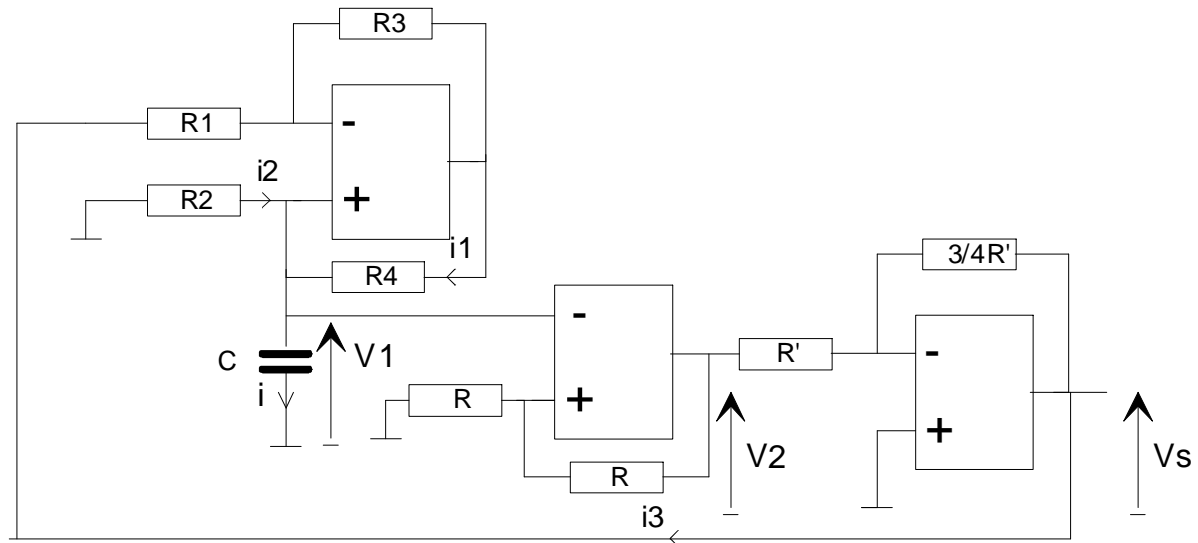 R3
R1
-
i2
R2
+
i1
R4
3/4R'
-
C
V1
R'
-
i
R
+
+
V2
Vs
R
i3